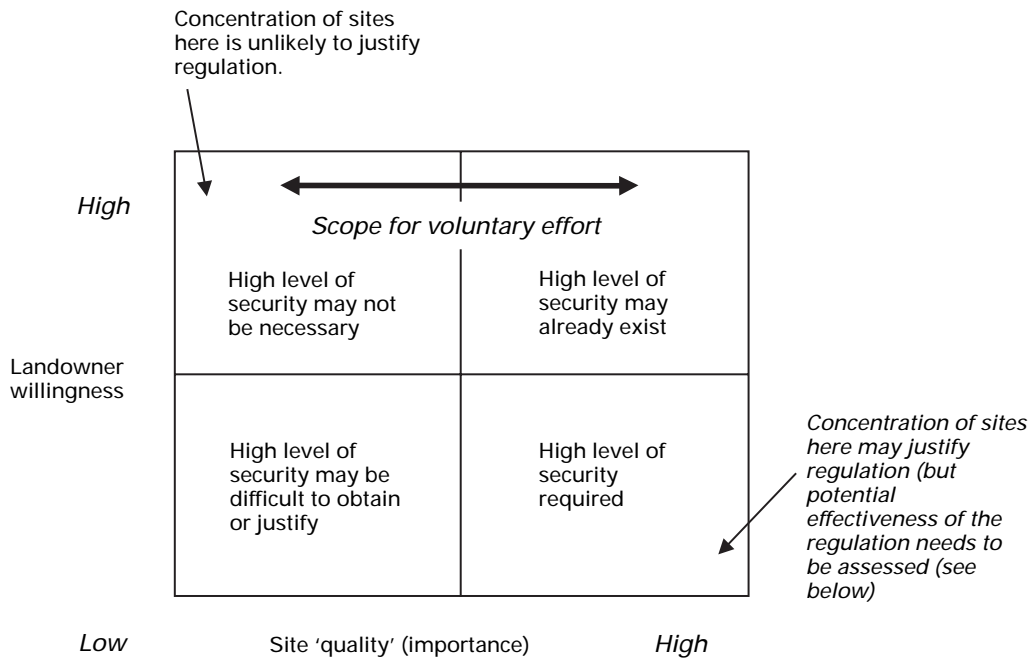 Concentration of sites
here is unlikely to justify
regulation.
High
Scope for voluntary effort
High level of
security may not
be necessary
High level of
security may
already exist
Landowner
willingness
High level of
security may be
difficult to obtain
or justify
High level of
security
required
Concentration of sites
here may justify
regulation (but
potential
effectiveness of the
regulation needs to
be assessed (see
below)
Low
Site 'quality' (importance)
High